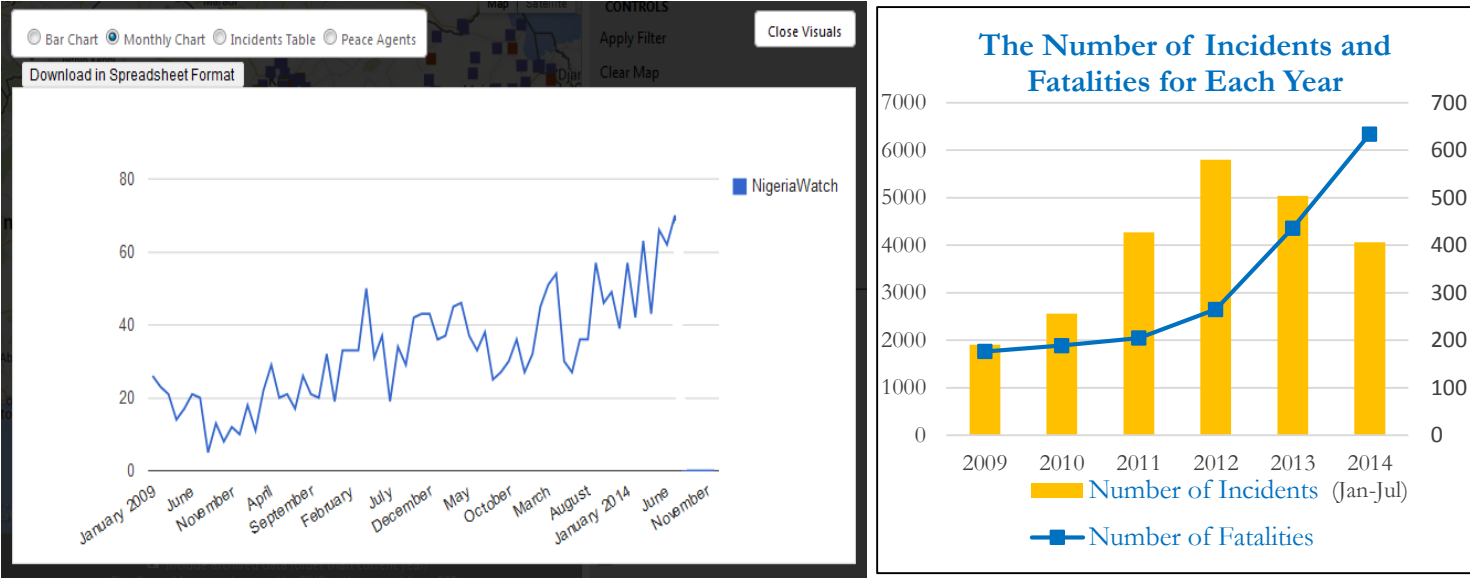 Bar Chart Monthly Chart Incidents Table Peace Agents
Download in Spreadsheet Format
Map Satellite
CONTROLS
Apply Filter
Clear Map
Close Visuals
80
60
40
20
0
NigeriaWatch
January 2009
June
November
April
September
February
July
December
May
October
March
August
January 2014
June
November
The Number of Incidents and
Fatalities for Each Year
7000
6000
5000
4000
3000
2000
1000
0
700
600
500
400
300
200
100
0
2009 2010 2011 2012 2013 2014
Number of Incidents (Jan-Jul)
Number of Fatalities